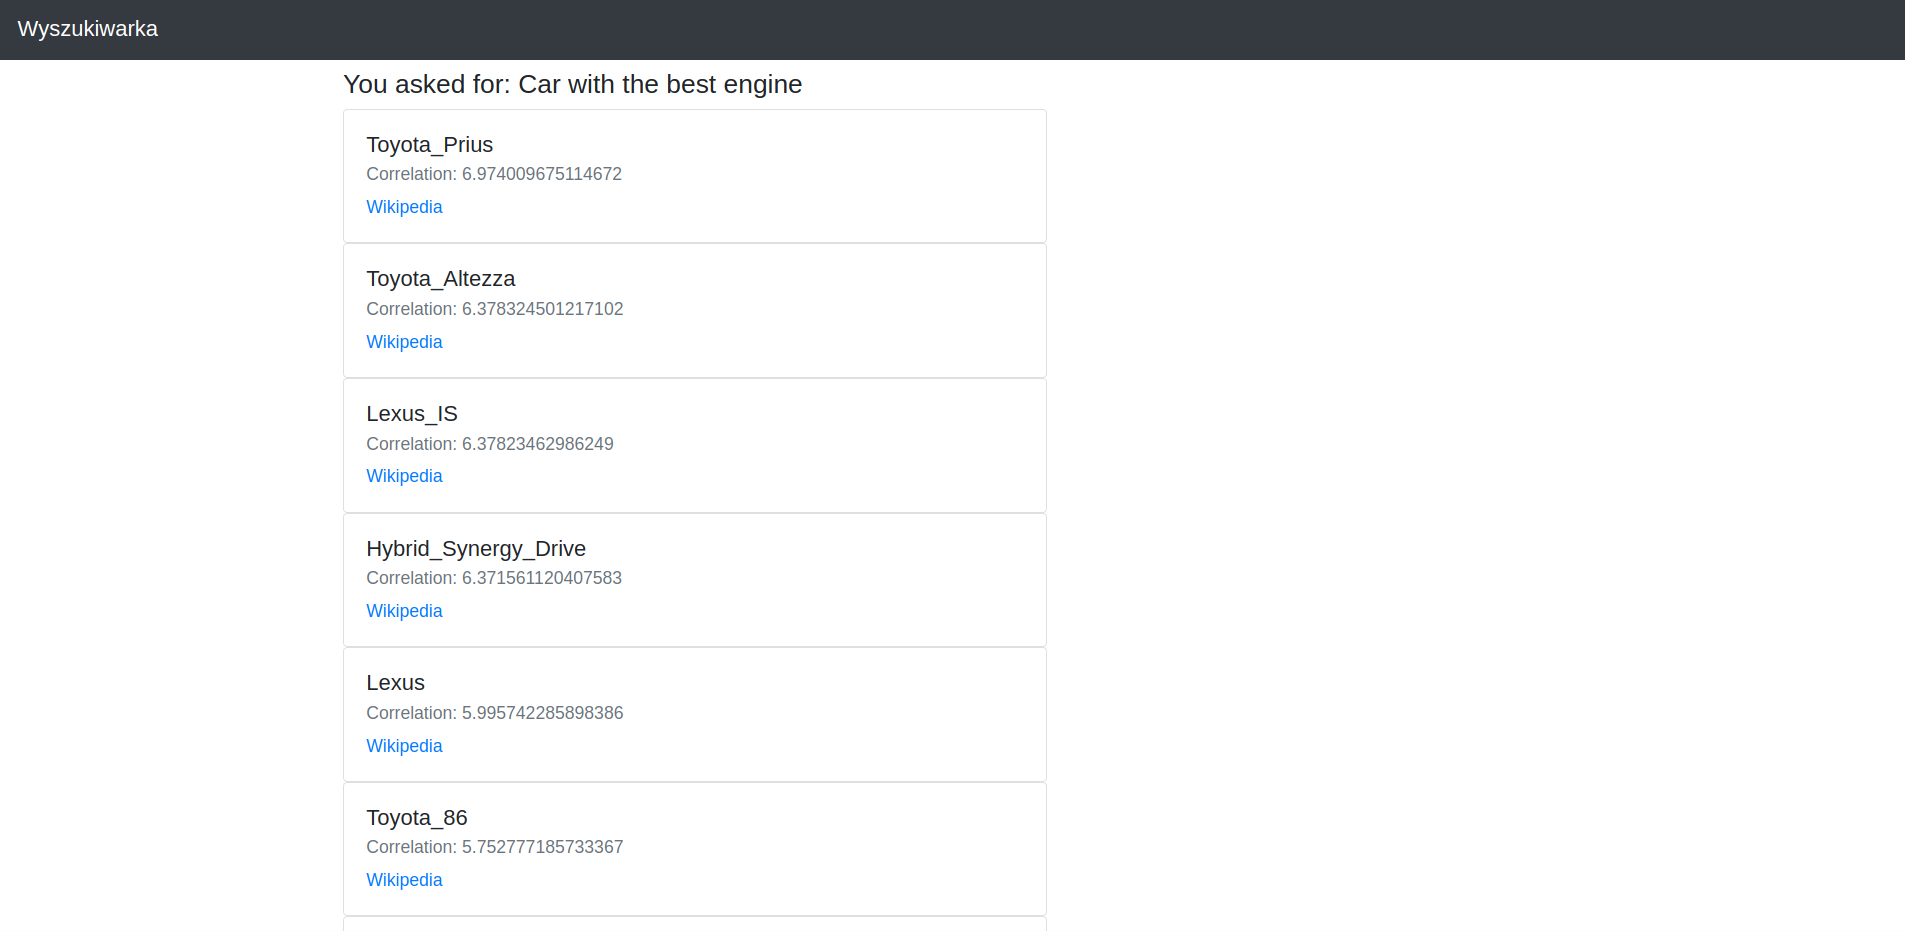 Wyszukiwarka
You asked for: Car with the best engine
Toyota_Prius
Correlation: 6.974009675114672
Wikipedia
Toyota_Altezza
Correlation: 6.378324501217102
Wikipedia
Lexus_IS
Correlation: 6.37823462986249
Wikipedia
Hybrid_Synergy_Drive
Correlation: 6.371561120407583
Wikipedia
Lexus
Correlation: 5.995742285898386
Wikipedia
Toyota_86
Correlation: 5.752777185733367
Wikipedia